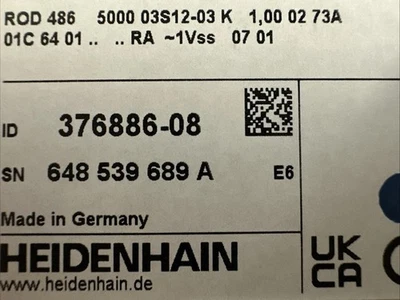 ROD 486 5000 03S12-03 K 1,00 02 73A
01C 64 01 .. .. RA ~1Vss 07 01
ID 376886-08
SN 648 539 689 A E6
Made in Germany
HEIDENHAIN
www.heidenhain.de
UK
CA